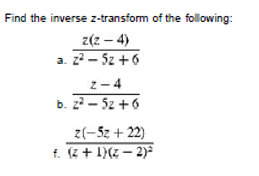 Find the inverse z-transform of the following:
z(z – 4)
a. z² – 5z + 6
z – 4
b. z² – 5z + 6
z(–5z + 22)
f. (z + 1)(z – 2)²